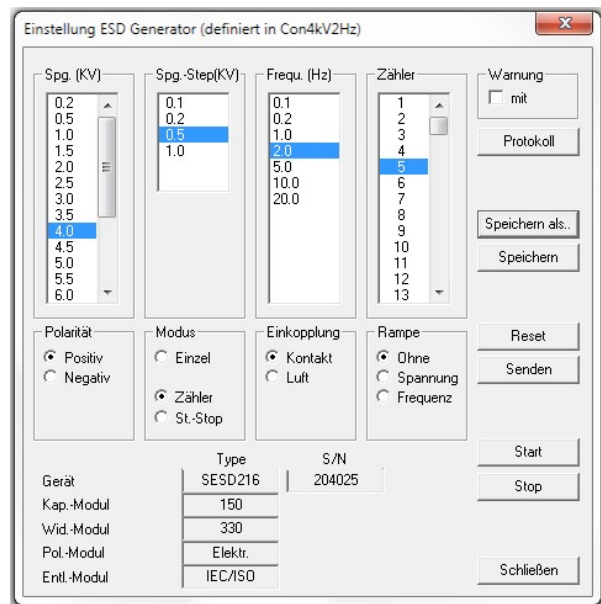 Einstellung ESD Generator (definiert in Con4kV2Hz)
Spg. (KV)
0.2
0.5
1.0
1.5
2.0
2.5
3.0
3.5
4.0
4.5
5.0
5.5
6.0
Spg.-Step(KV)
0.1
0.2
0.5
1.0
Frequ. (Hz)
0.1
0.2
1.0
2.0
5.0
10.0
20.0
Zähler
1
2
3
4
5
6
7
8
9
10
11
12
13
Warnung
mit
Protokoll
Speichern als..
Speichern
Polarität
Positiv
Negativ
Modus
Einzel
Zähler
St.-Stop
Einkopplung
Kontakt
Luft
Rampe
Ohne
Spannung
Frequenz
Reset
Senden
Type S/N
Gerät SESD216 204025
Kap.-Modul 150
Wid.-Modul 330
Pol.-Modul Elektr.
Entl.-Modul IEC/ISO
Start
Stop
Schließen